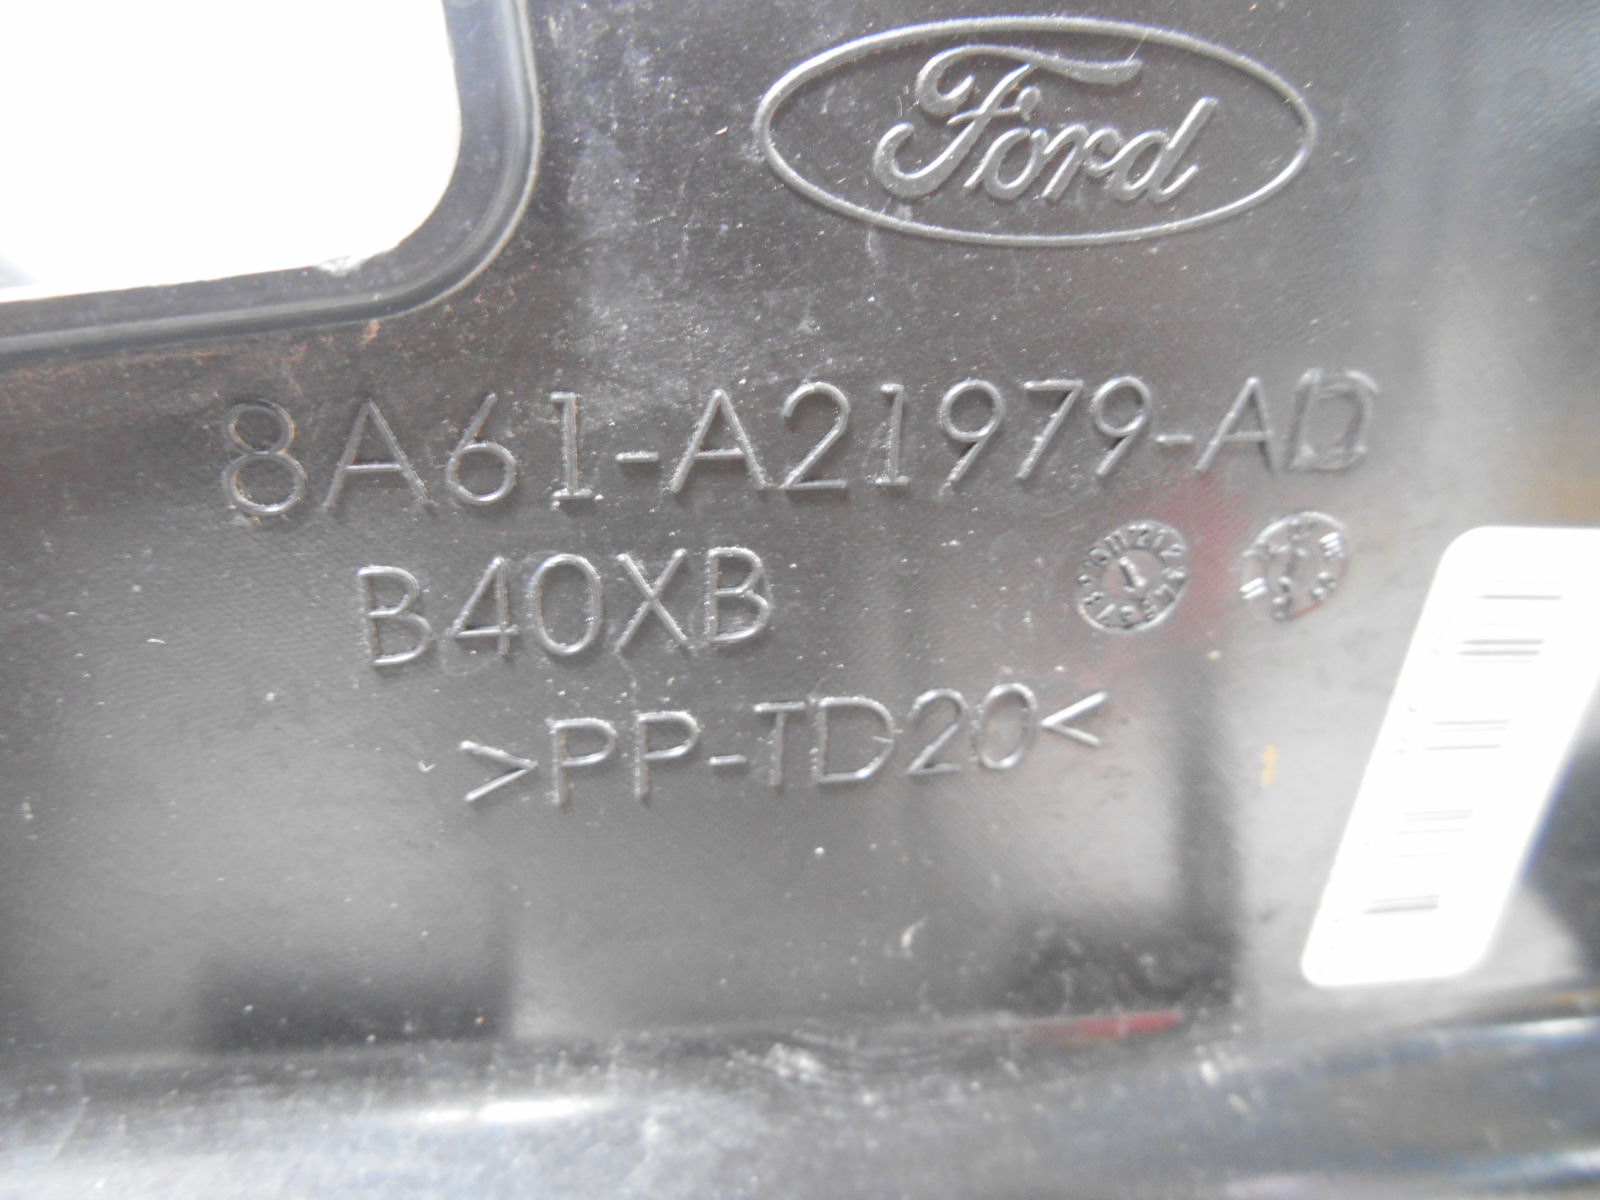 Ford
8A61-A21979-AD
B40XB
>PP-TD20<